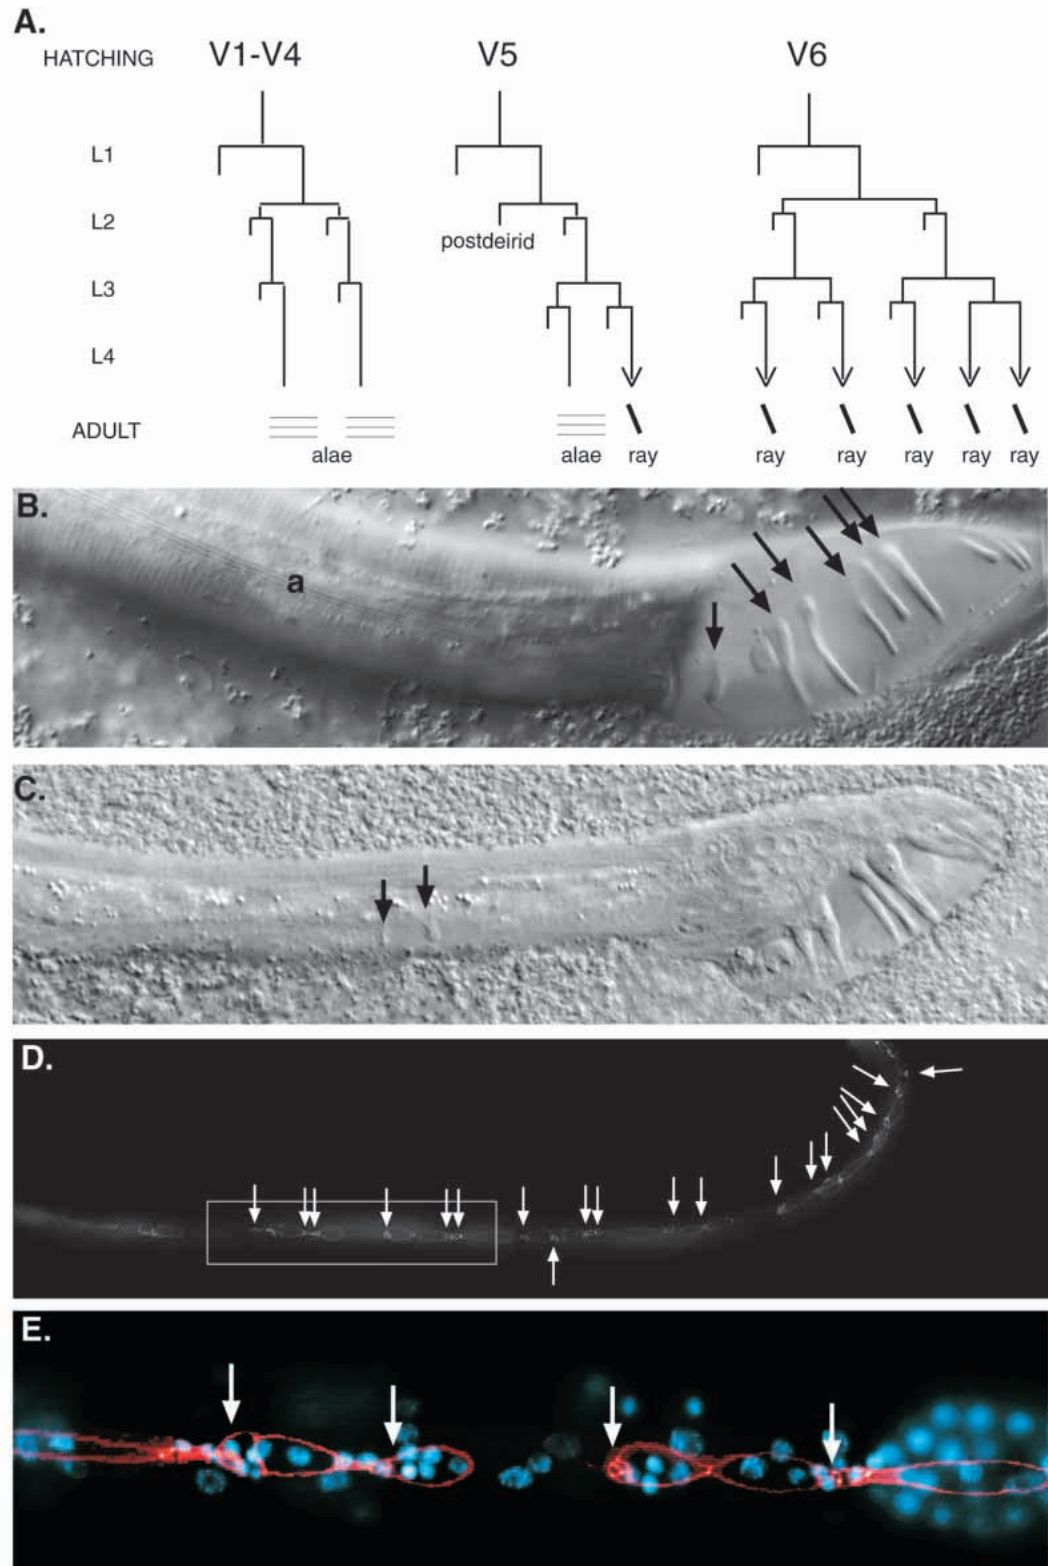 A.
HATCHING V1-V4 V5 V6
L1
L2
postdeirid
L3
L4
ADULT
alae alae ray ray ray ray ray ray
B.
a
C.
D.
E.